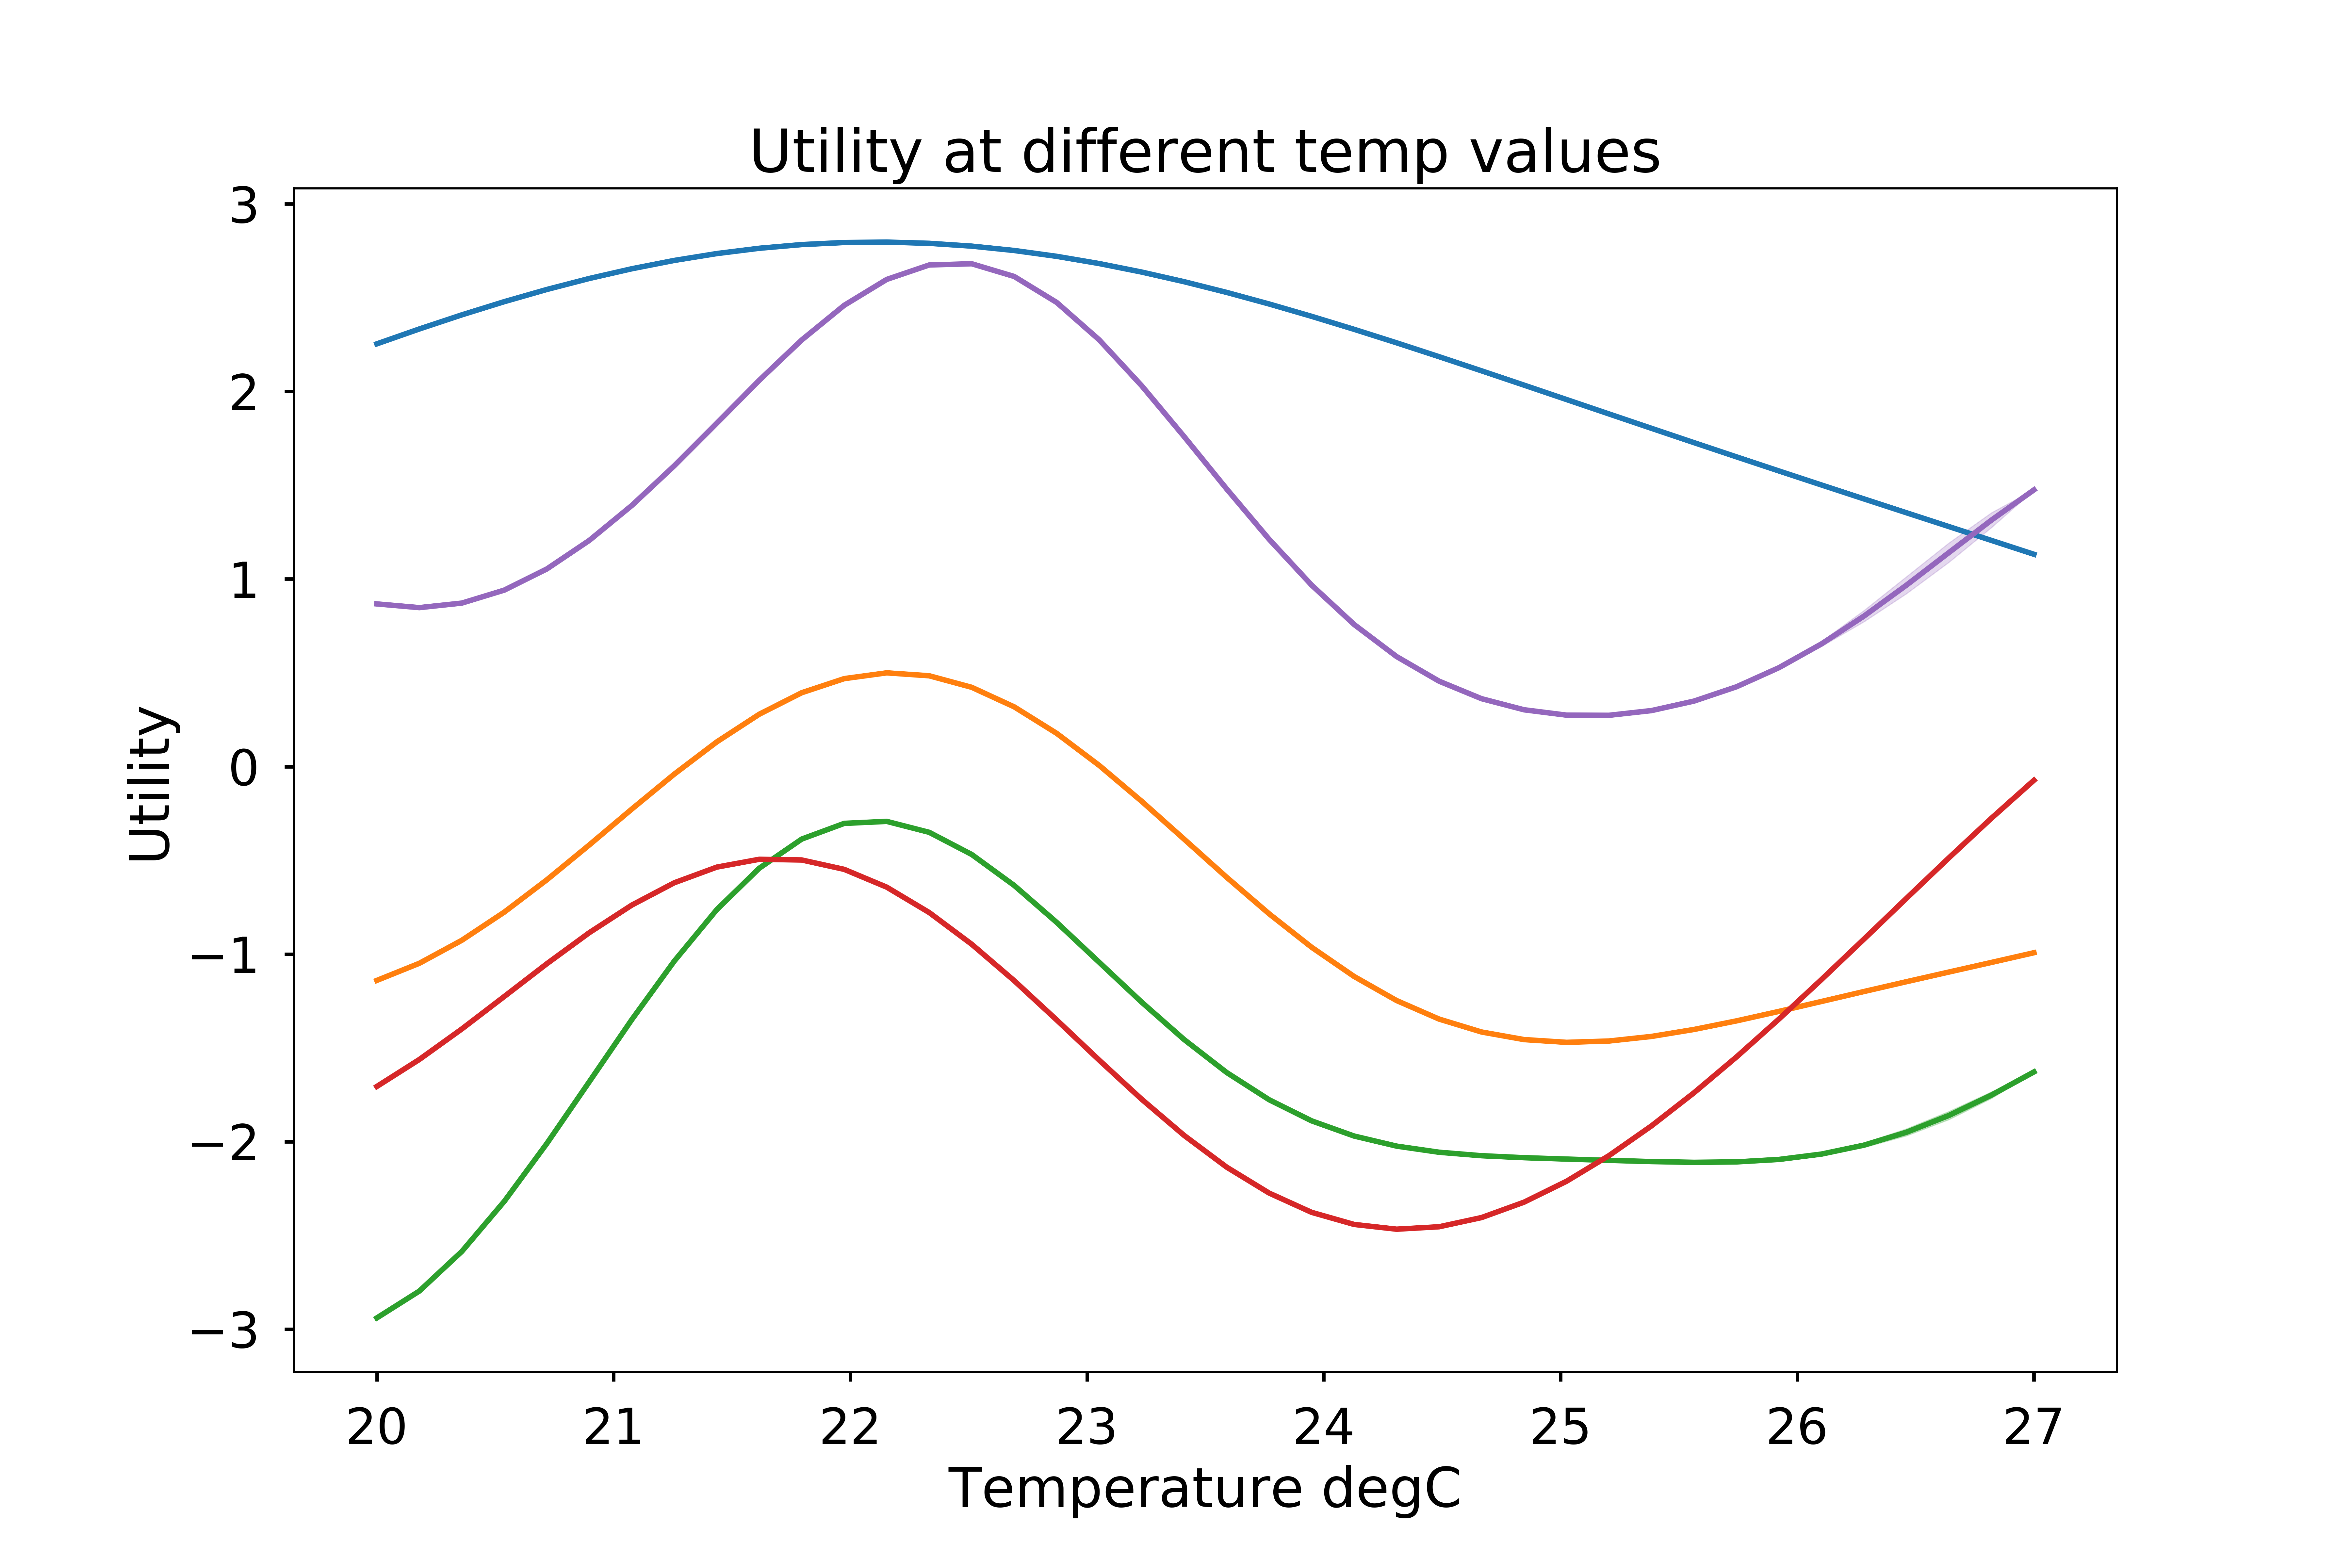 Utility at different temp values
3
2
1
0
−1
−2
−3
Utility
20 21 22 23 24 25 26 27
Temperature degC